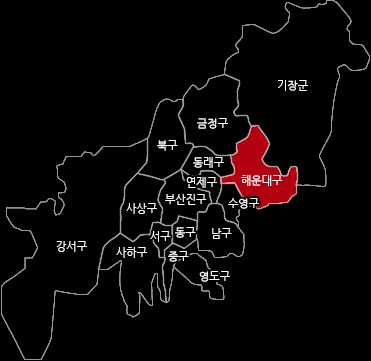 기장군
금정구
북구
동래구
해운대구
연제구
부산진구
수영구
사상구
서구
동구
남구
강서구
사하구
중구
영도구